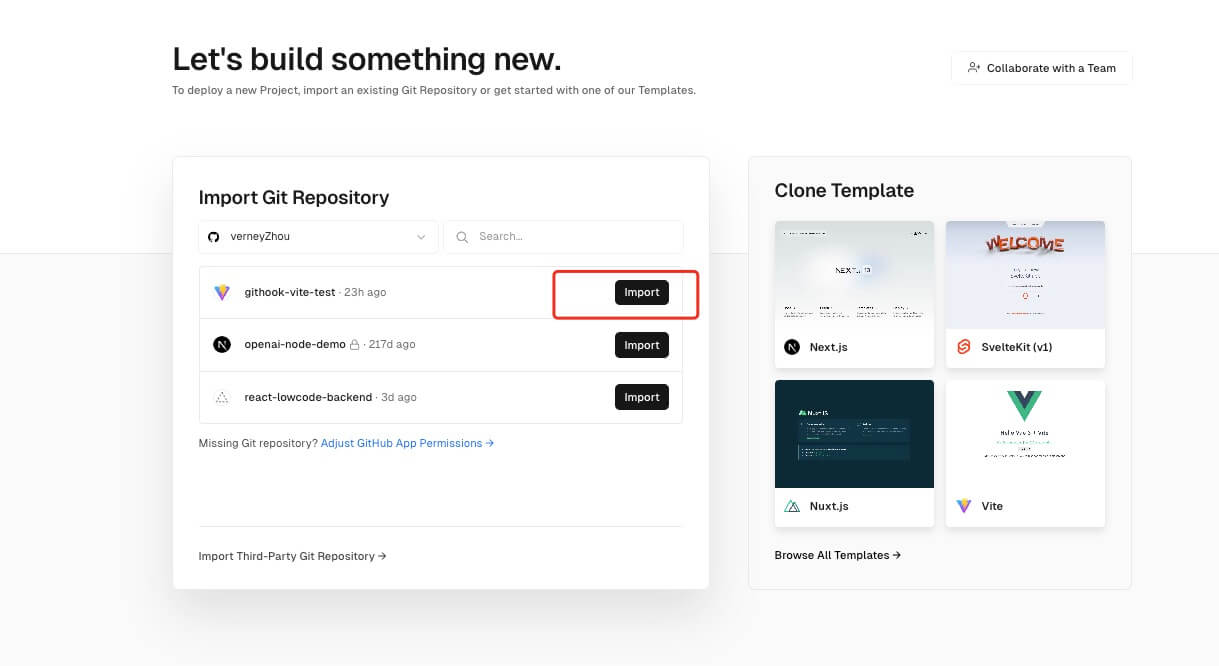 Let's build something new.
To deploy a new Project, import an existing Git Repository or get started with one of our Templates.
Collaborate with a Team
Import Git Repository
verneyZhou
Search...
githook-vite-test · 23h ago
Import
openai-node-demo · 217d ago
Import
react-lowcode-backend · 3d ago
Import
Missing Git repository? Adjust GitHub App Permissions →
Import Third-Party Git Repository →
Clone Template
NEXT.js 13
Next.js
WELCOME
SvelteKit (v1)
Nuxt.js
Vite
Browse All Templates →